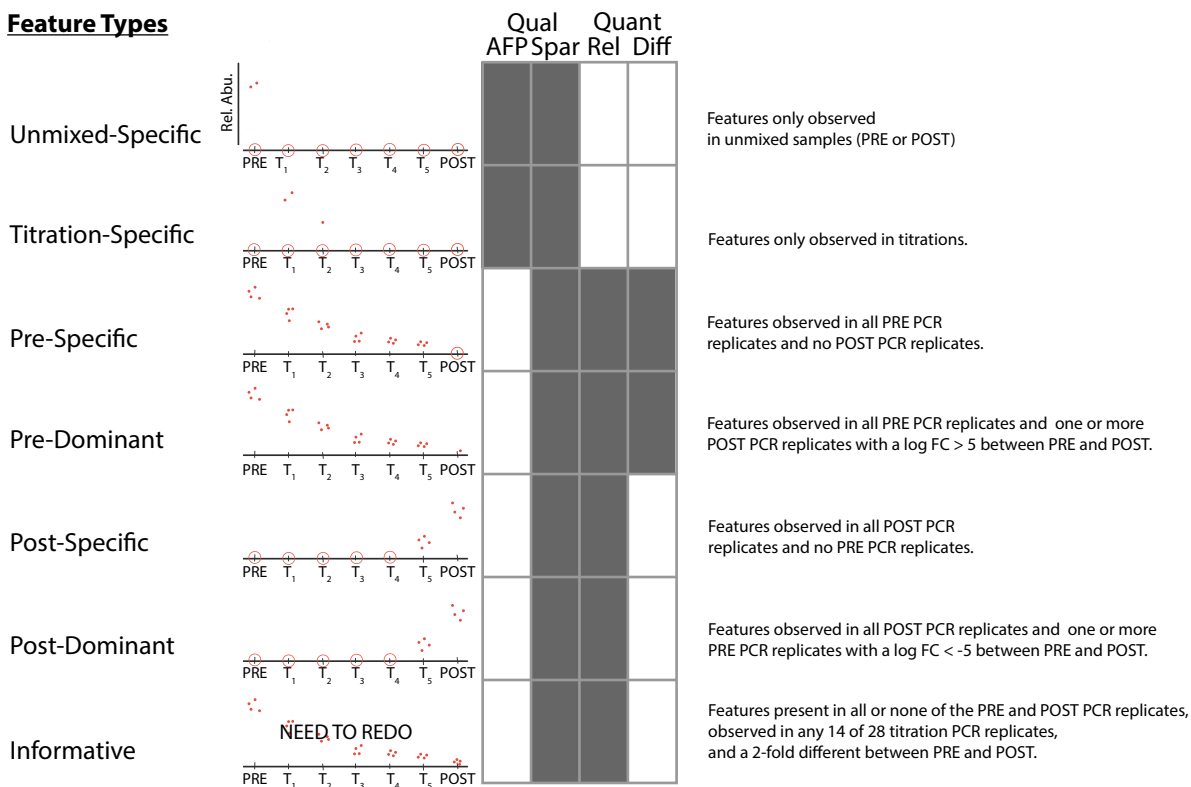 Feature Types
Qual Quant
AFP Spar Rel Diff
Rel. Abu.
Unmixed-Specific
PRE T1 T2 T3 T4 T5 POST
Features only observed
in unmixed samples (PRE or POST)
Titration-Specific
PRE T1 T2 T3 T4 T5 POST
Features only observed in titrations.
Pre-Specific
PRE T1 T2 T3 T4 T5 POST
Features observed in all PRE PCR
replicates and no POST PCR replicates.
Pre-Dominant
PRE T1 T2 T3 T4 T5 POST
Features observed in all PRE PCR replicates and one or more
POST PCR replicates with a log FC > 5 between PRE and POST.
Post-Specific
PRE T1 T2 T3 T4 T5 POST
Features observed in all POST PCR
replicates and no PRE PCR replicates.
Post-Dominant
PRE T1 T2 T3 T4 T5 POST
Features observed in all POST PCR replicates and one or more
PRE PCR replicates with a log FC < -5 between PRE and POST.
Informative
NEED TO REDO
PRE T1 T2 T3 T4 T5 POST
Features present in all or none of the PRE and POST PCR replicates,
observed in any 14 of 28 titration PCR replicates,
and a 2-fold different between PRE and POST.